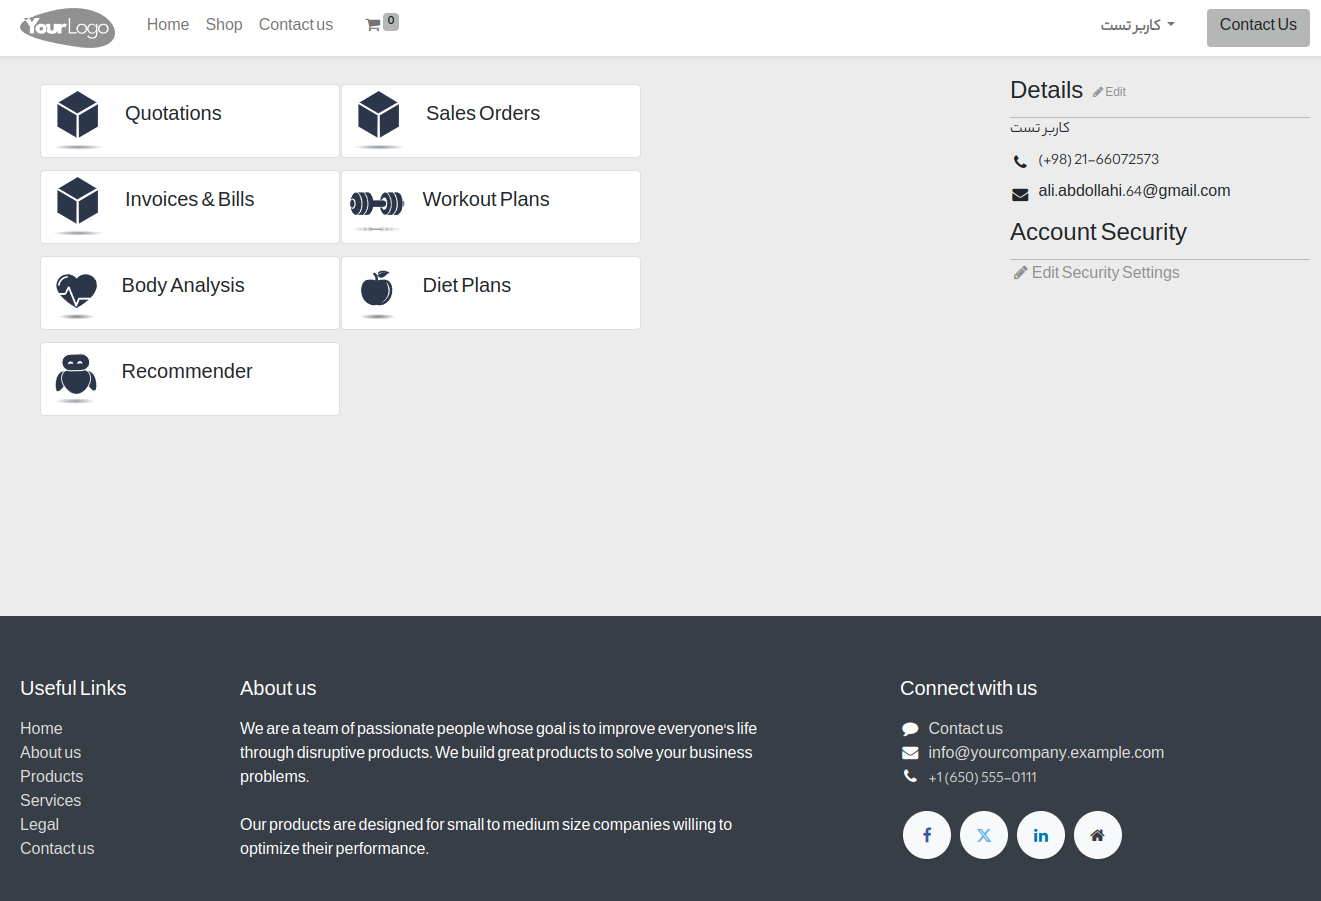 YourLogo
Home Shop Contact us 0 کاربر تست Contact Us
Quotations
Sales Orders
Invoices & Bills
Workout Plans
Body Analysis
Diet Plans
Recommender
Details Edit
کاربر تست
(+98) 21-66072573
ali.abdollahi.64@gmail.com
Account Security
Edit Security Settings
Useful Links
Home
About us
Products
Services
Legal
Contact us
About us
We are a team of passionate people whose goal is to improve everyone's life
through disruptive products. We build great products to solve your business
problems.
Our products are designed for small to medium size companies willing to
optimize their performance.
Connect with us
Contact us
info@yourcompany.example.com
+1 (650) 555-0111